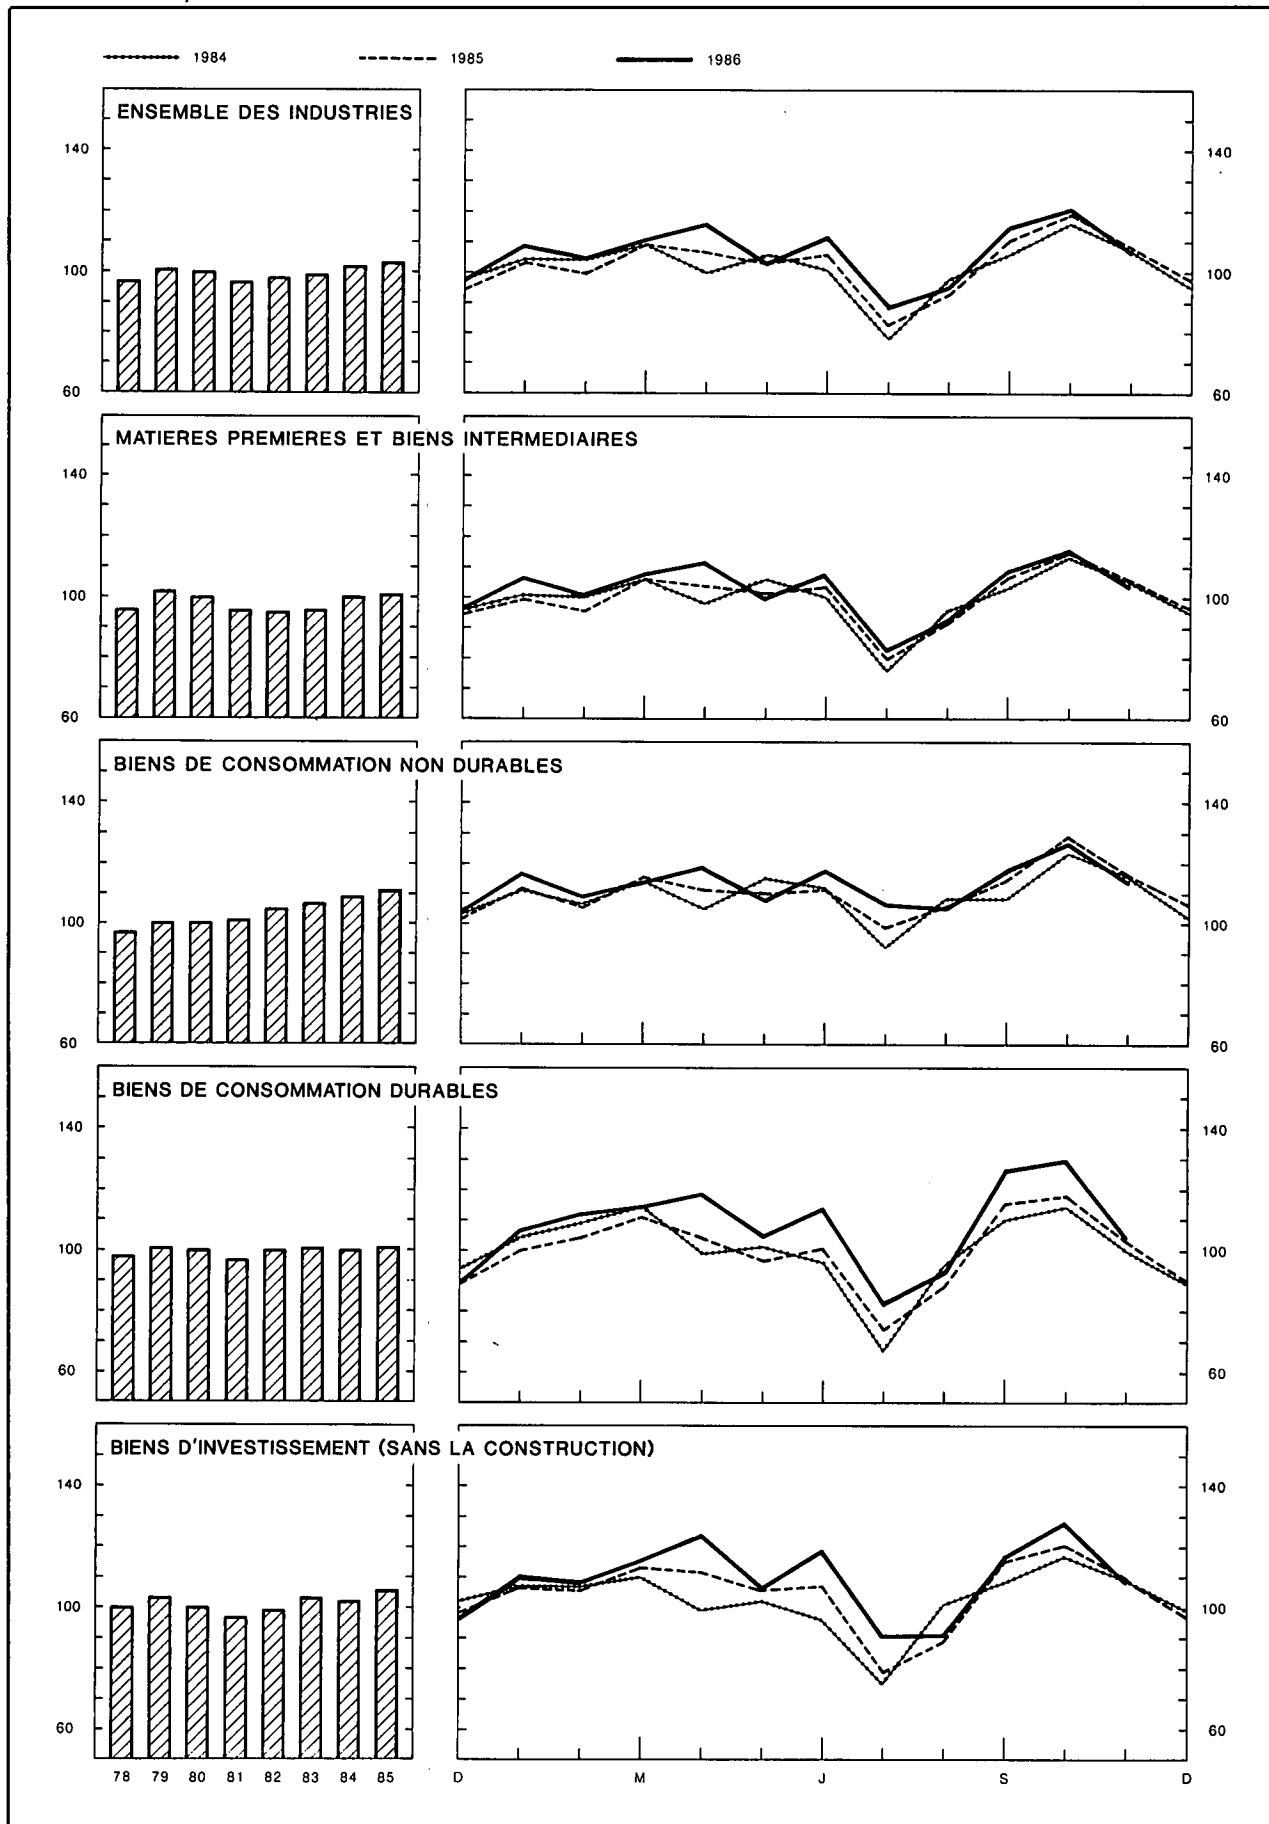 1984 1985 1986
ENSEMBLE DES INDUSTRIES
140 140
100 100
60 60
MATIERES PREMIERES ET BIENS INTERMEDIAIRES
140 140
100 100
60 60
BIENS DE CONSOMMATION NON DURABLES
140 140
100 100
60 60
BIENS DE CONSOMMATION DURABLES
140 140
100 100
60 60
BIENS D'INVESTISSEMENT (SANS LA CONSTRUCTION)
140 140
100 100
60 60
78 79 80 81 82 83 84 85 D M J S D